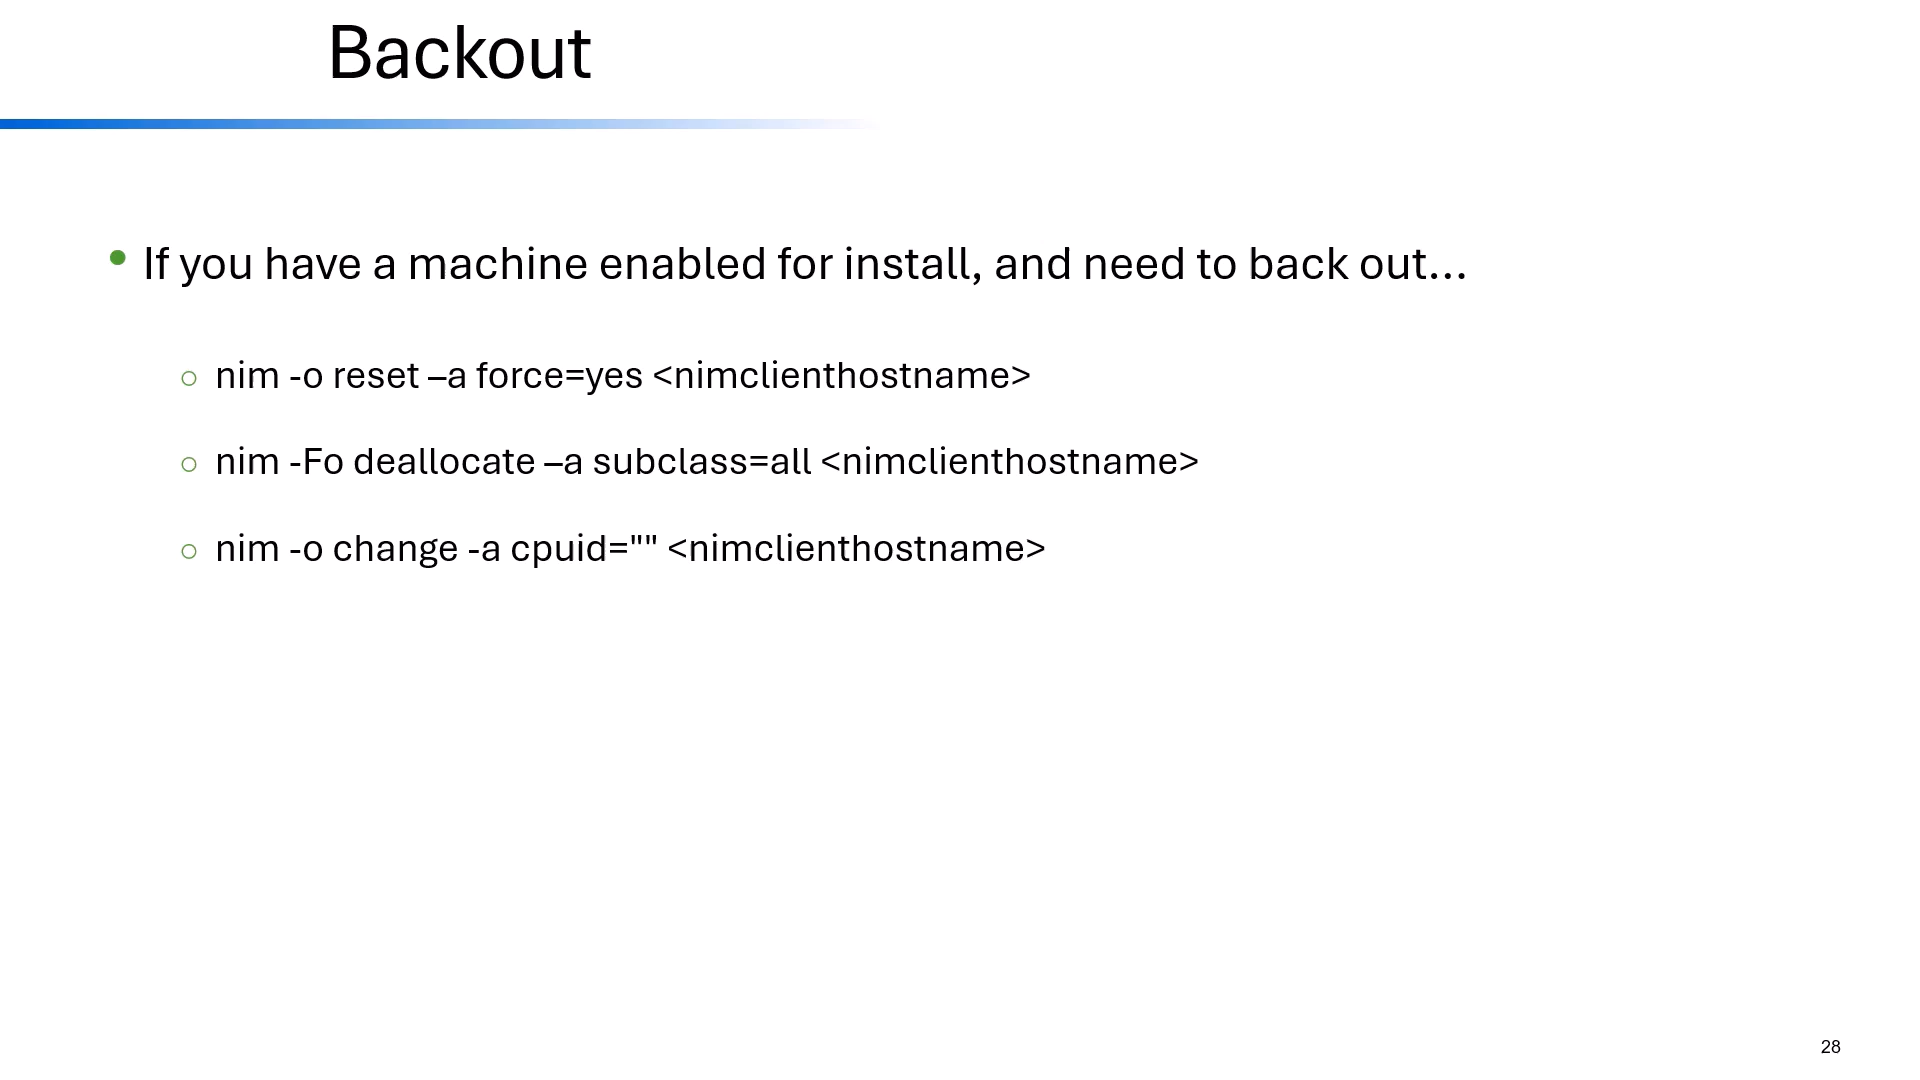 Backout
• If you have a machine enabled for install, and need to back out…
○ nim -o reset –a force=yes <nimclienthostname>
○ nim -Fo deallocate –a subclass=all <nimclienthostname>
○ nim -o change -a cpuid="" <nimclienthostname>
28